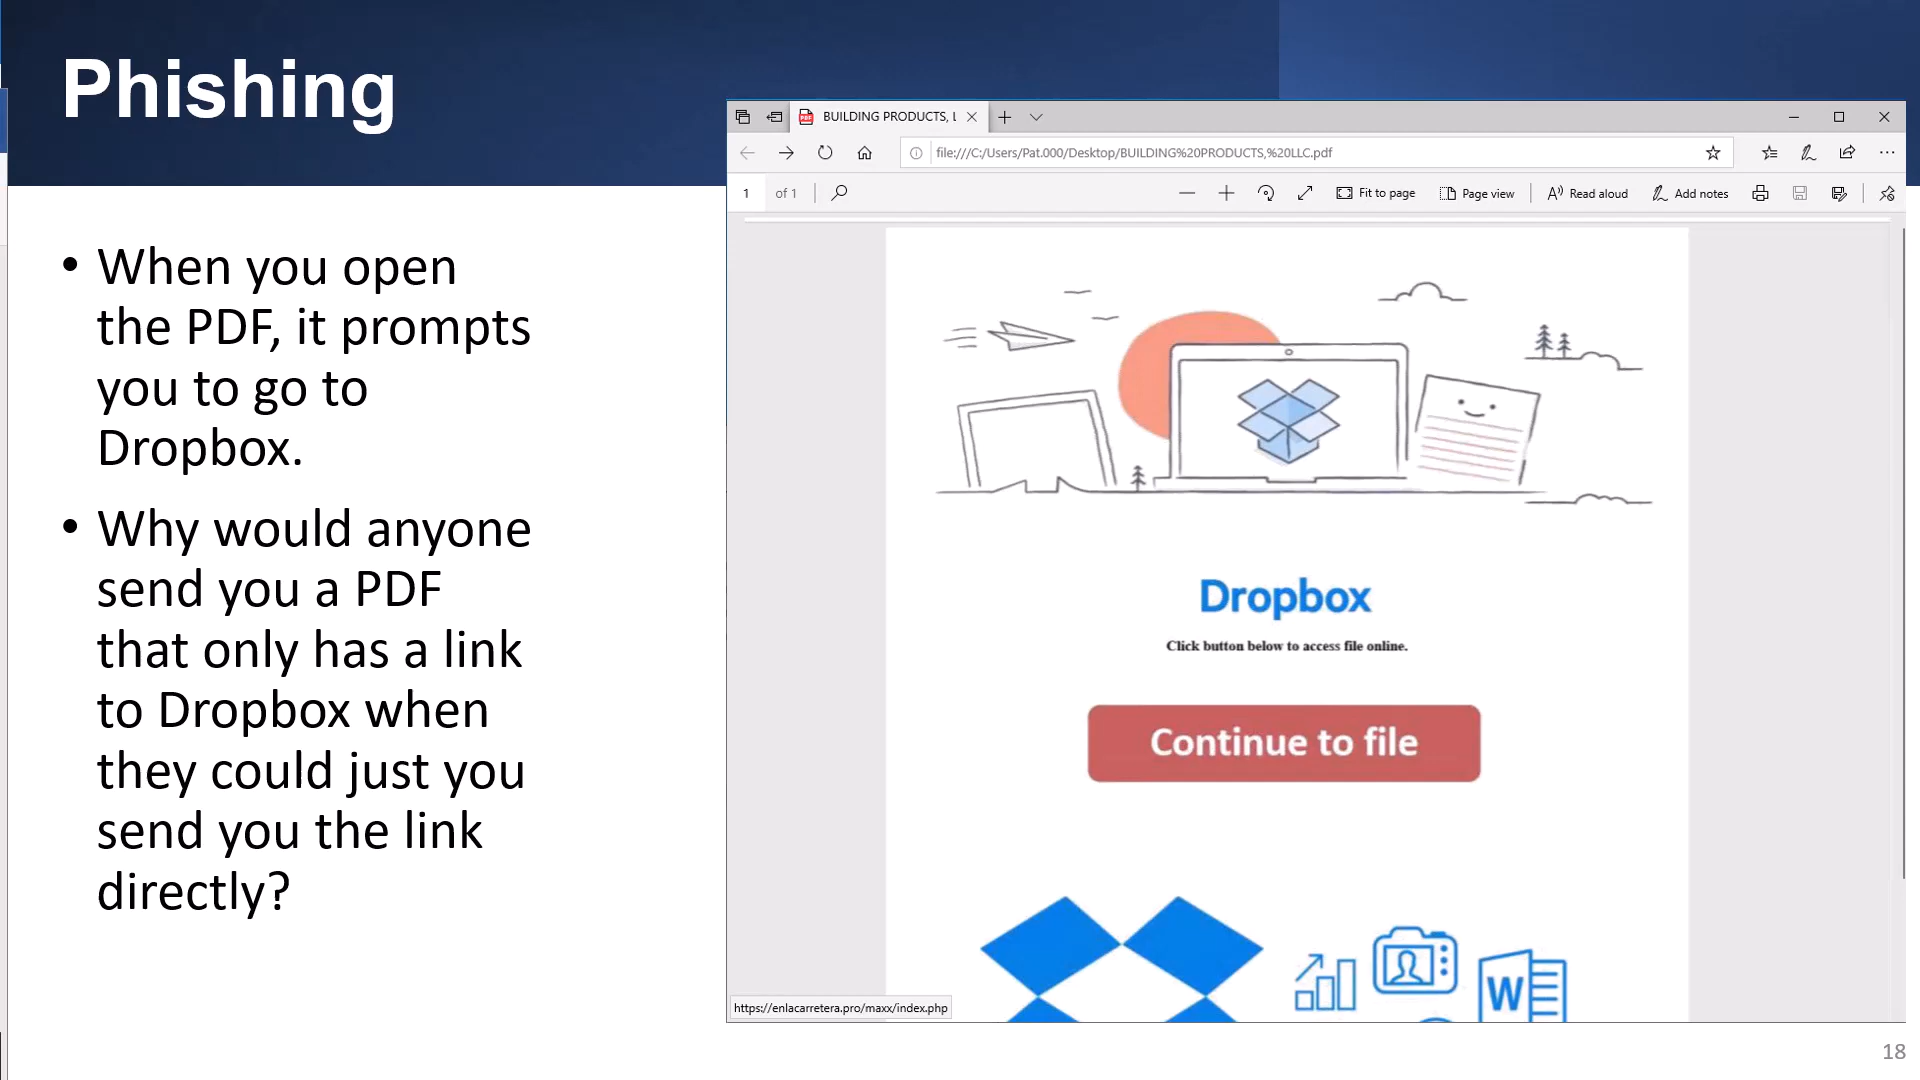 Phishing
• When you open
the PDF, it prompts
you to go to
Dropbox.
• Why would anyone
send you a PDF
that only has a link
to Dropbox when
they could just you
send you the link
directly?
BUILDING PRODUCTS, L
file:///C:/Users/Pat.000/Desktop/BUILDING%20PRODUCTS,%20LLC.pdf
1 of 1 Fit to page Page view Read aloud Add notes
Dropbox
Click button below to access file online.
Continue to file
W
https://enlacarretera.pro/maxx/index.php
18